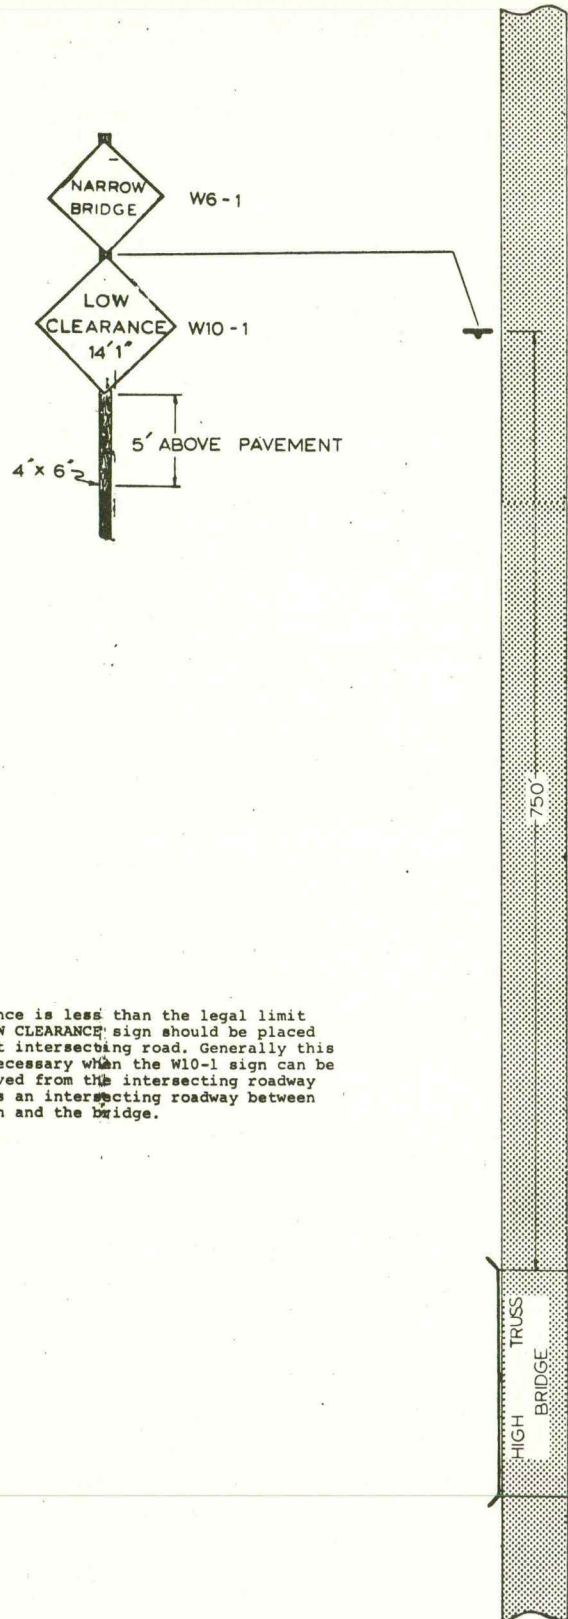 NARROW
BRIDGE
W6-1
LOW
CLEARANCE
14'1"
W10-1
5' ABOVE PAVEMENT
4"x 6"
750'
nce is less than the legal limit
W CLEARANCE sign should be placed
t intersecting road. Generally this
ecessary when the W10-1 sign can be
ved from the intersecting roadway
s an intersecting roadway between
n and the bridge.
HIGH TRUSS
BRIDGE